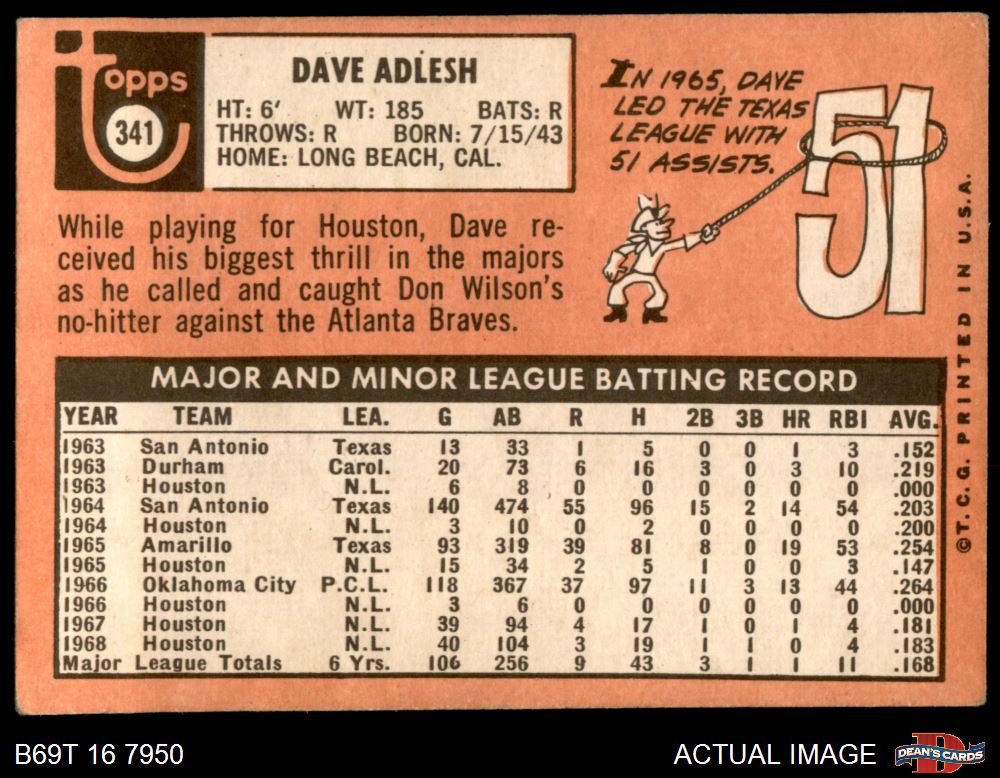 Topps
341
DAVE ADLESH
HT: 6' WT: 185 BATS: R
THROWS: R BORN: 7/15/43
HOME: LONG BEACH, CAL.
IN 1965, DAVE
LED THE TEXAS
LEAGUE WITH
51 ASSISTS.
51
While playing for Houston, Dave re-
ceived his biggest thrill in the majors
as he called and caught Don Wilson's
no-hitter against the Atlanta Braves.
MAJOR AND MINOR LEAGUE BATTING RECORD
YEAR TEAM LEA. G AB R H 2B 3B HR RBI AVG.
1963 San Antonio Texas 13 33 1 5 0 0 1 3 .152
1963 Durham Carol. 20 73 6 16 3 0 3 10 .219
1963 Houston N.L. 6 8 0 0 0 0 0 0 .000
1964 San Antonio Texas 140 474 55 96 15 2 14 54 .203
1964 Houston N.L. 3 10 0 2 0 0 0 0 .200
1965 Amarillo Texas 93 319 39 81 8 0 19 53 .254
1965 Houston N.L. 15 34 2 5 1 0 0 3 .147
1966 Oklahoma City P.C.L. 118 367 37 97 11 3 13 44 .264
1966 Houston N.L. 3 6 0 0 0 0 0 0 .000
1967 Houston N.L. 39 94 4 17 1 0 1 4 .181
1968 Houston N.L. 40 104 3 19 1 1 0 4 .183
Major League Totals 6 Yrs. 106 256 9 43 3 1 1 11 .168
©T.C.G. PRINTED IN U.S.A.
B69T 16 7950
ACTUAL IMAGE
DEAN'S CARDS